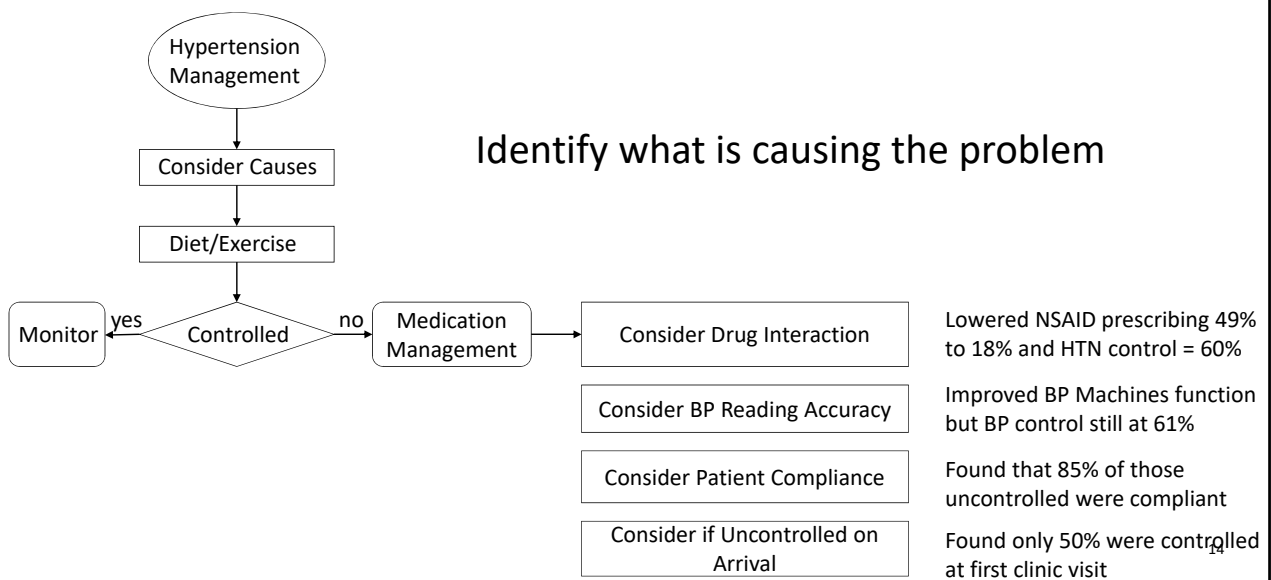 Hypertension
Management
Identify what is causing the problem
Consider Causes
Diet/Exercise
Monitor
yes
Controlled
no
Medication
Management
Consider Drug Interaction
Lowered NSAID prescribing 49%
to 18% and HTN control = 60%
Consider BP Reading Accuracy
Improved BP Machines function
but BP control still at 61%
Consider Patient Compliance
Found that 85% of those
uncontrolled were compliant
Consider if Uncontrolled on
Arrival
Found only 50% were controlled
at first clinic visit
14